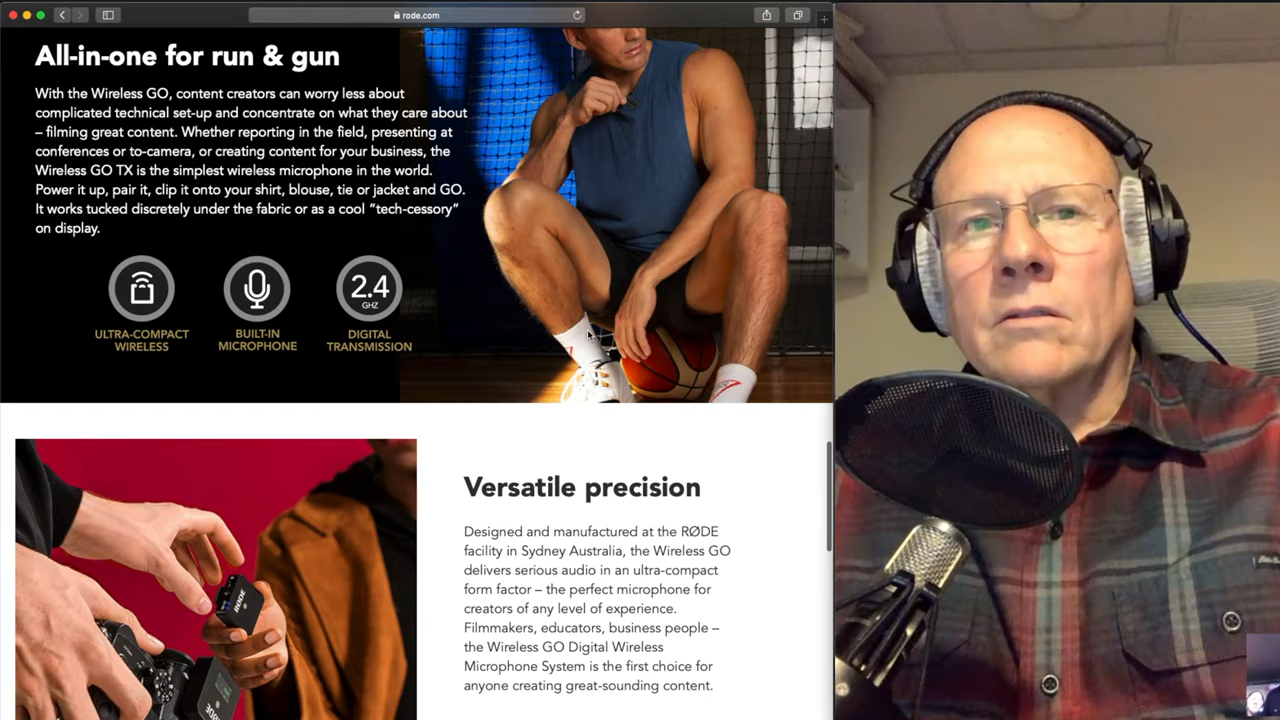 rode.com
All-in-one for run & gun
With the Wireless GO, content creators can worry less about
complicated technical set-up and concentrate on what they care about
– filming great content. Whether reporting in the field, presenting at
conferences or to-camera, or creating content for your business, the
Wireless GO TX is the simplest wireless microphone in the world.
Power it up, pair it, clip it onto your shirt, blouse, tie or jacket and GO.
It works tucked discretely under the fabric or as a cool “tech-cessory”
on display.
2.4
GHZ
ULTRA-COMPACT
WIRELESS
BUILT-IN
MICROPHONE
DIGITAL
TRANSMISSION
Versatile precision
Designed and manufactured at the RØDE
facility in Sydney Australia, the Wireless GO
delivers serious audio in an ultra-compact
form factor – the perfect microphone for
creators of any level of experience.
Filmmakers, educators, business people –
the Wireless GO Digital Wireless
Microphone System is the first choice for
anyone creating great-sounding content.
RØDE
RØDE